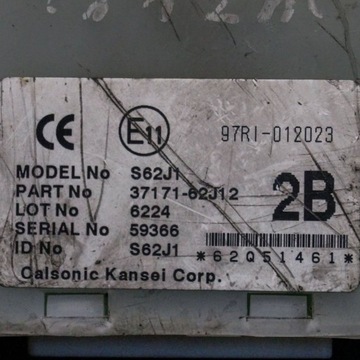 CE E11 97RI-012023
MODEL No S62J1
PART No 37171-62J12 2B
LOT No 6224
SERIAL No 59366
ID No S62J1 *62Q51461*
Calsonic Kansei Corp.